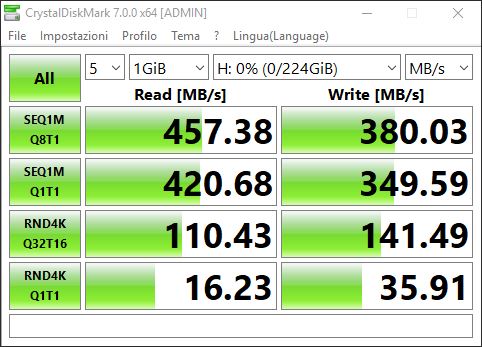 CrystalDiskMark 7.0.0 x64 [ADMIN]
File Impostazioni Profilo Tema ? Lingua(Language)
All 5 1GiB H: 0% (0/224GiB) MB/s
Read [MB/s] Write [MB/s]
SEQ1M
Q8T1
457.38 380.03
SEQ1M
Q1T1
420.68 349.59
RND4K
Q32T16
110.43 141.49
RND4K
Q1T1
16.23 35.91